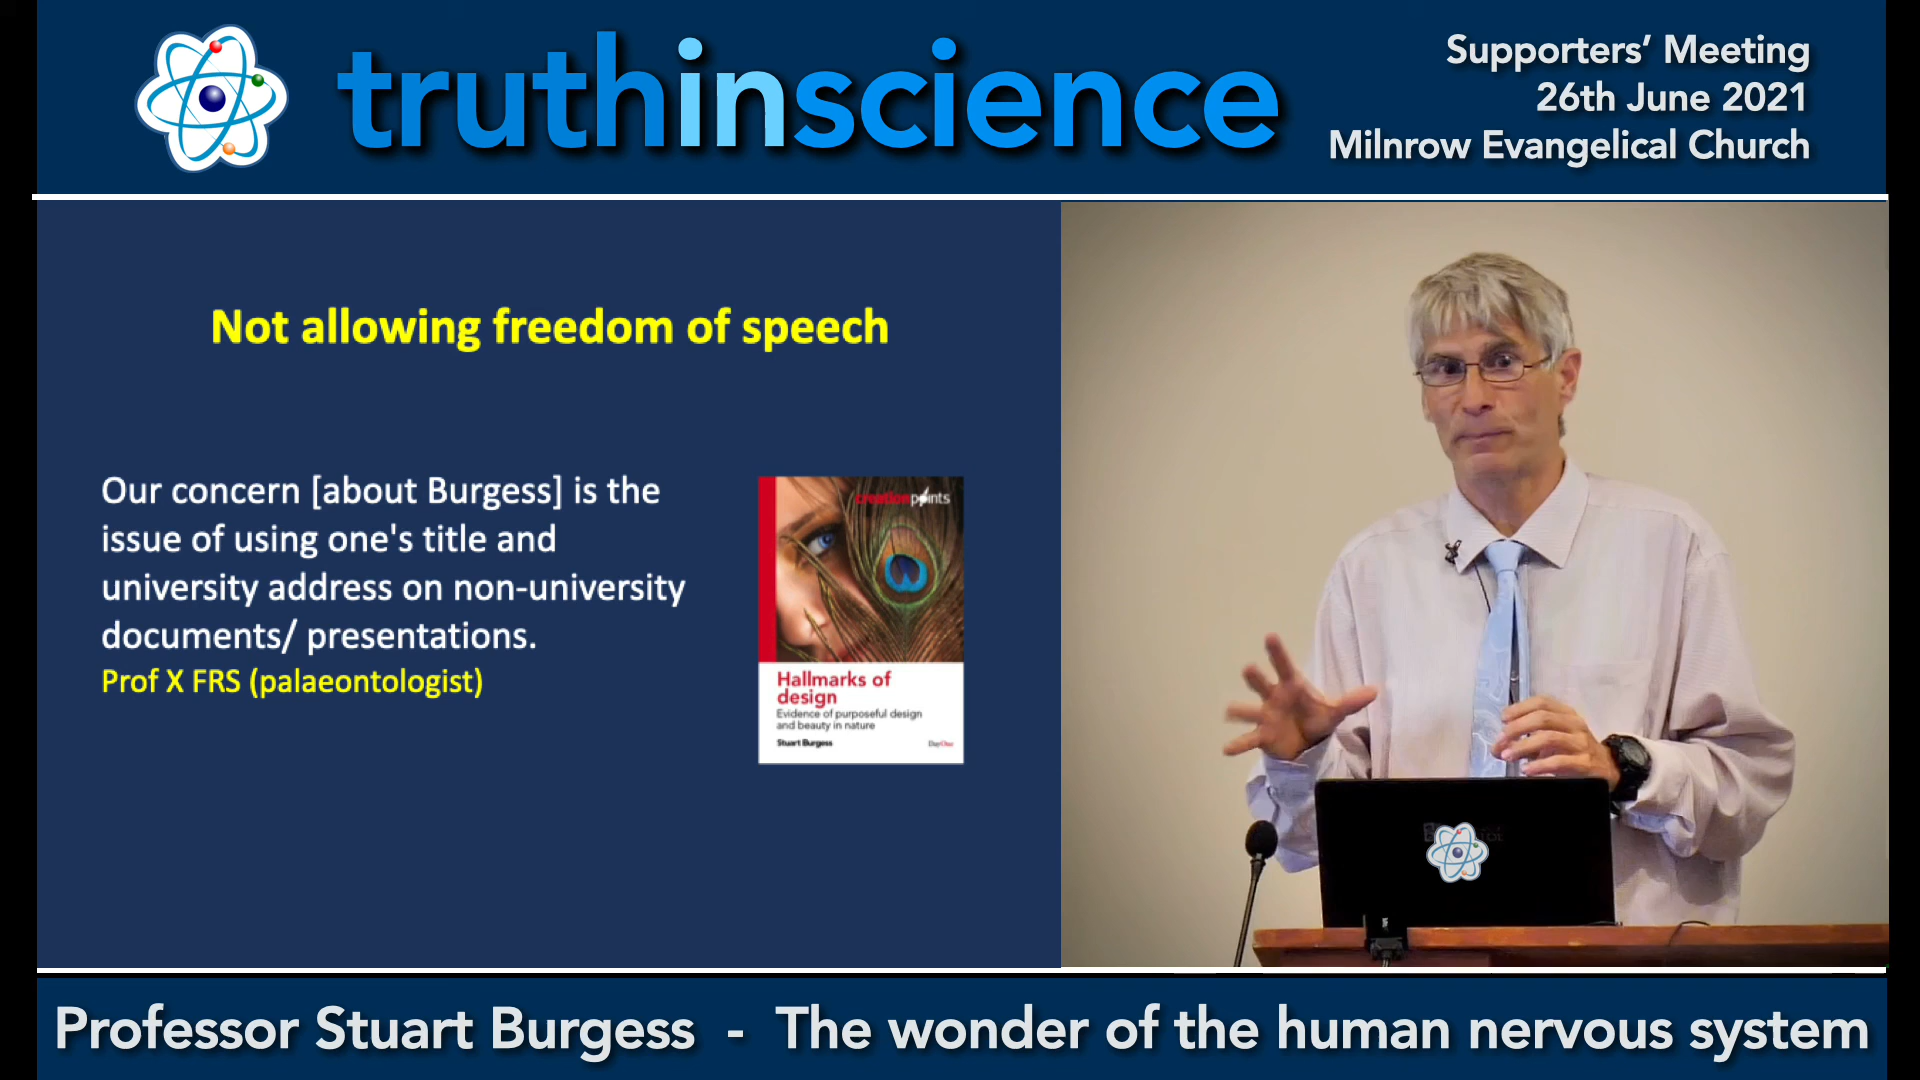 truthinscience
Supporters’ Meeting
26th June 2021
Milnrow Evangelical Church
Not allowing freedom of speech
Our concern [about Burgess] is the
issue of using one's title and
university address on non-university
documents/ presentations.
Prof X FRS (palaeontologist)
creationpoints
Hallmarks of
design
Evidence of purposeful design
and beauty in nature
Stuart Burgess
DayOne
Professor Stuart Burgess - The wonder of the human nervous system